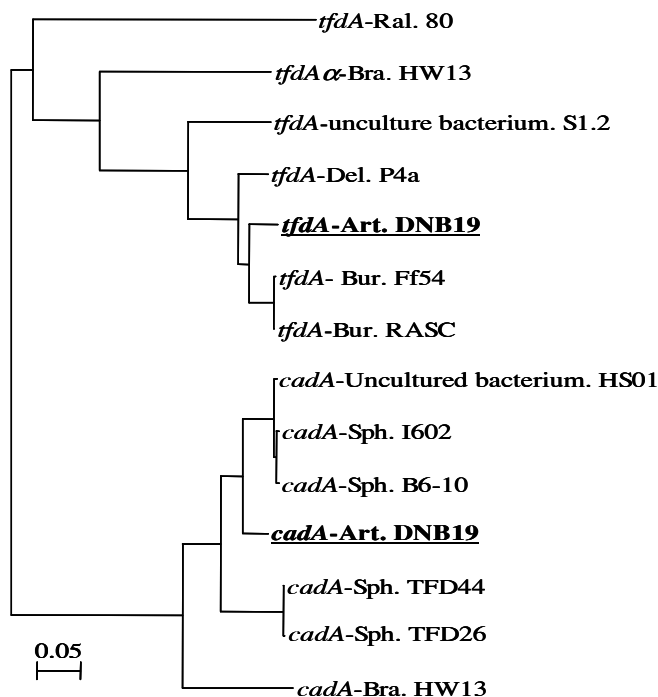 tfdA-Ral. 80
tfdAα-Bra. HW13
tfdA-unculture bacterium. S1.2
tfdA-Del. P4a
tfdA-Art. DNB19
tfdA- Bur. Ff54
tfdA-Bur. RASC
cadA-Uncultured bacterium. HS01
cadA-Sph. I602
cadA-Sph. B6-10
cadA-Art. DNB19
cadA-Sph. TFD44
cadA-Sph. TFD26
0.05
cadA-Bra. HW13